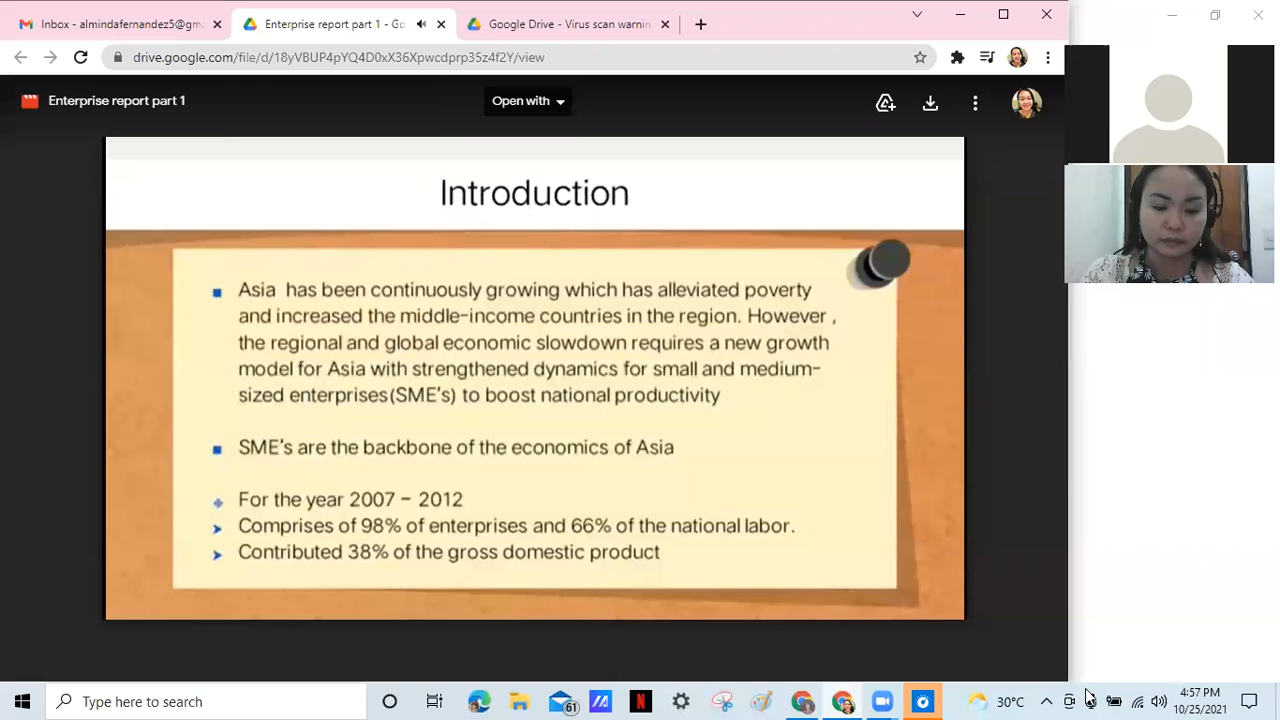 Inbox - almindafernandez5@gma
Enterprise report part 1 - Go
Google Drive - Virus scan warnin
drive.google.com/file/d/18yVBUP4pYQ4D0xX36Xpwcdprp35z4f2Y/view
Enterprise report part 1
Open with
Introduction
Asia has been continuously growing which has alleviated poverty
and increased the middle-income countries in the region. However ,
the regional and global economic slowdown requires a new growth
model for Asia with strengthened dynamics for small and medium-
sized enterprises(SME's) to boost national productivity
SME's are the backbone of the economics of Asia
For the year 2007 - 2012
Comprises of 98% of enterprises and 66% of the national labor.
Contributed 38% of the gross domestic product
Type here to search
61
N
30°C
4:57 PM
10/25/2021